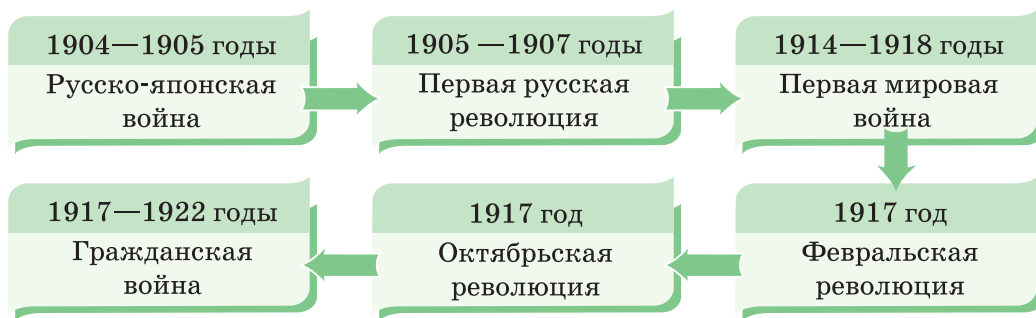 1904—1905 годы
Русско-японская
война
1905 —1907 годы
Первая русская
революция
1914—1918 годы
Первая мировая
война
1917 год
Февральская
революция
1917 год
Октябрьская
революция
1917—1922 годы
Гражданская
война